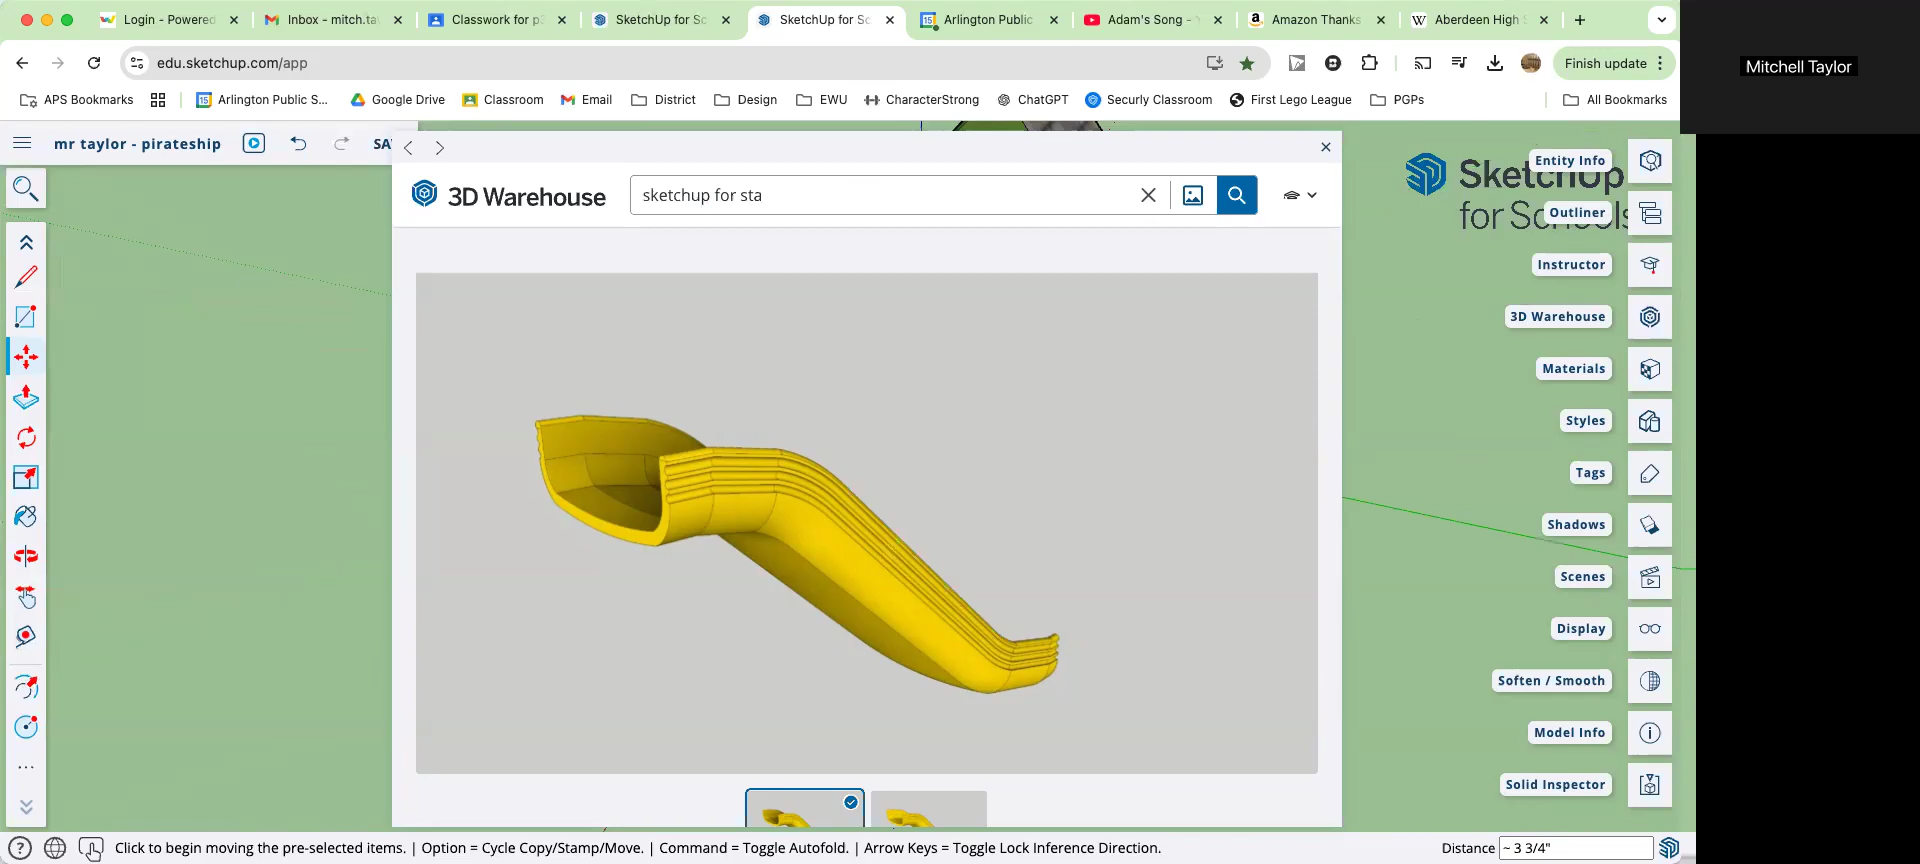 Login - Powered
Inbox - mitch.ta
Classwork for p
SketchUp for Sc
SketchUp for Sc
Arlington Public
Adam's Song -
Amazon Thanks
Aberdeen High
edu.sketchup.com/app
Finish update
APS Bookmarks
Arlington Public S...
Google Drive
Classroom
Email
District
Design
EWU
CharacterStrong
ChatGPT
Securly Classroom
First Lego League
PGPs
All Bookmarks
Mitchell Taylor
mr taylor - pirateship
3D Warehouse
sketchup for sta
SketchUp
for Schools
Entity Info
Outliner
Instructor
3D Warehouse
Materials
Styles
Tags
Shadows
Scenes
Display
Soften / Smooth
Model Info
Solid Inspector
Click to begin moving the pre-selected items. | Option = Cycle Copy/Stamp/Move. | Command = Toggle Autofold. | Arrow Keys = Toggle Lock Inference Direction.
Distance ~ 3 3/4"